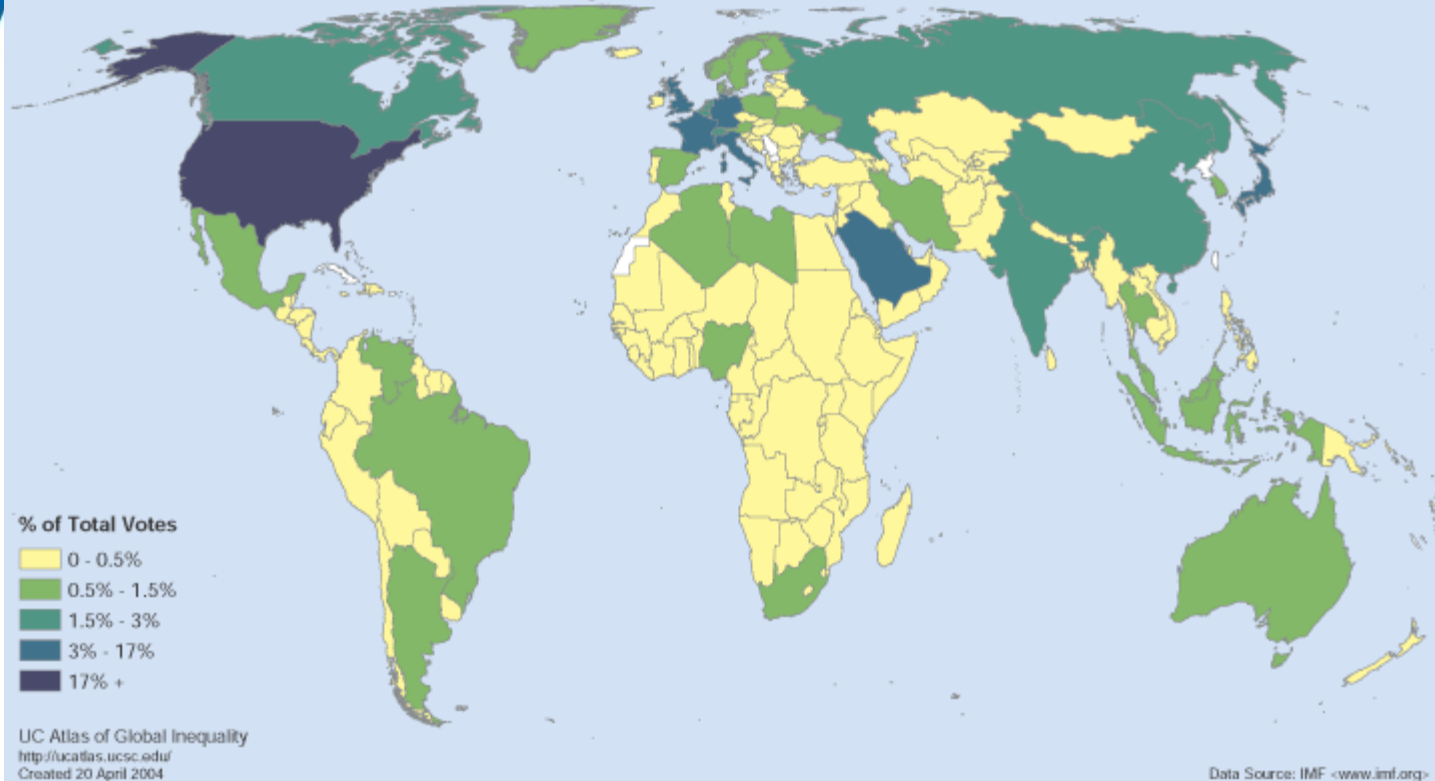 % of Total Votes
0 - 0.5%
0.5% - 1.5%
1.5% - 3%
3% - 17%
17% +
UC Atlas of Global Inequality
http://ucatlas.ucsc.edu/
Created 20 April 2004
Data Source: IMF <www.imf.org>